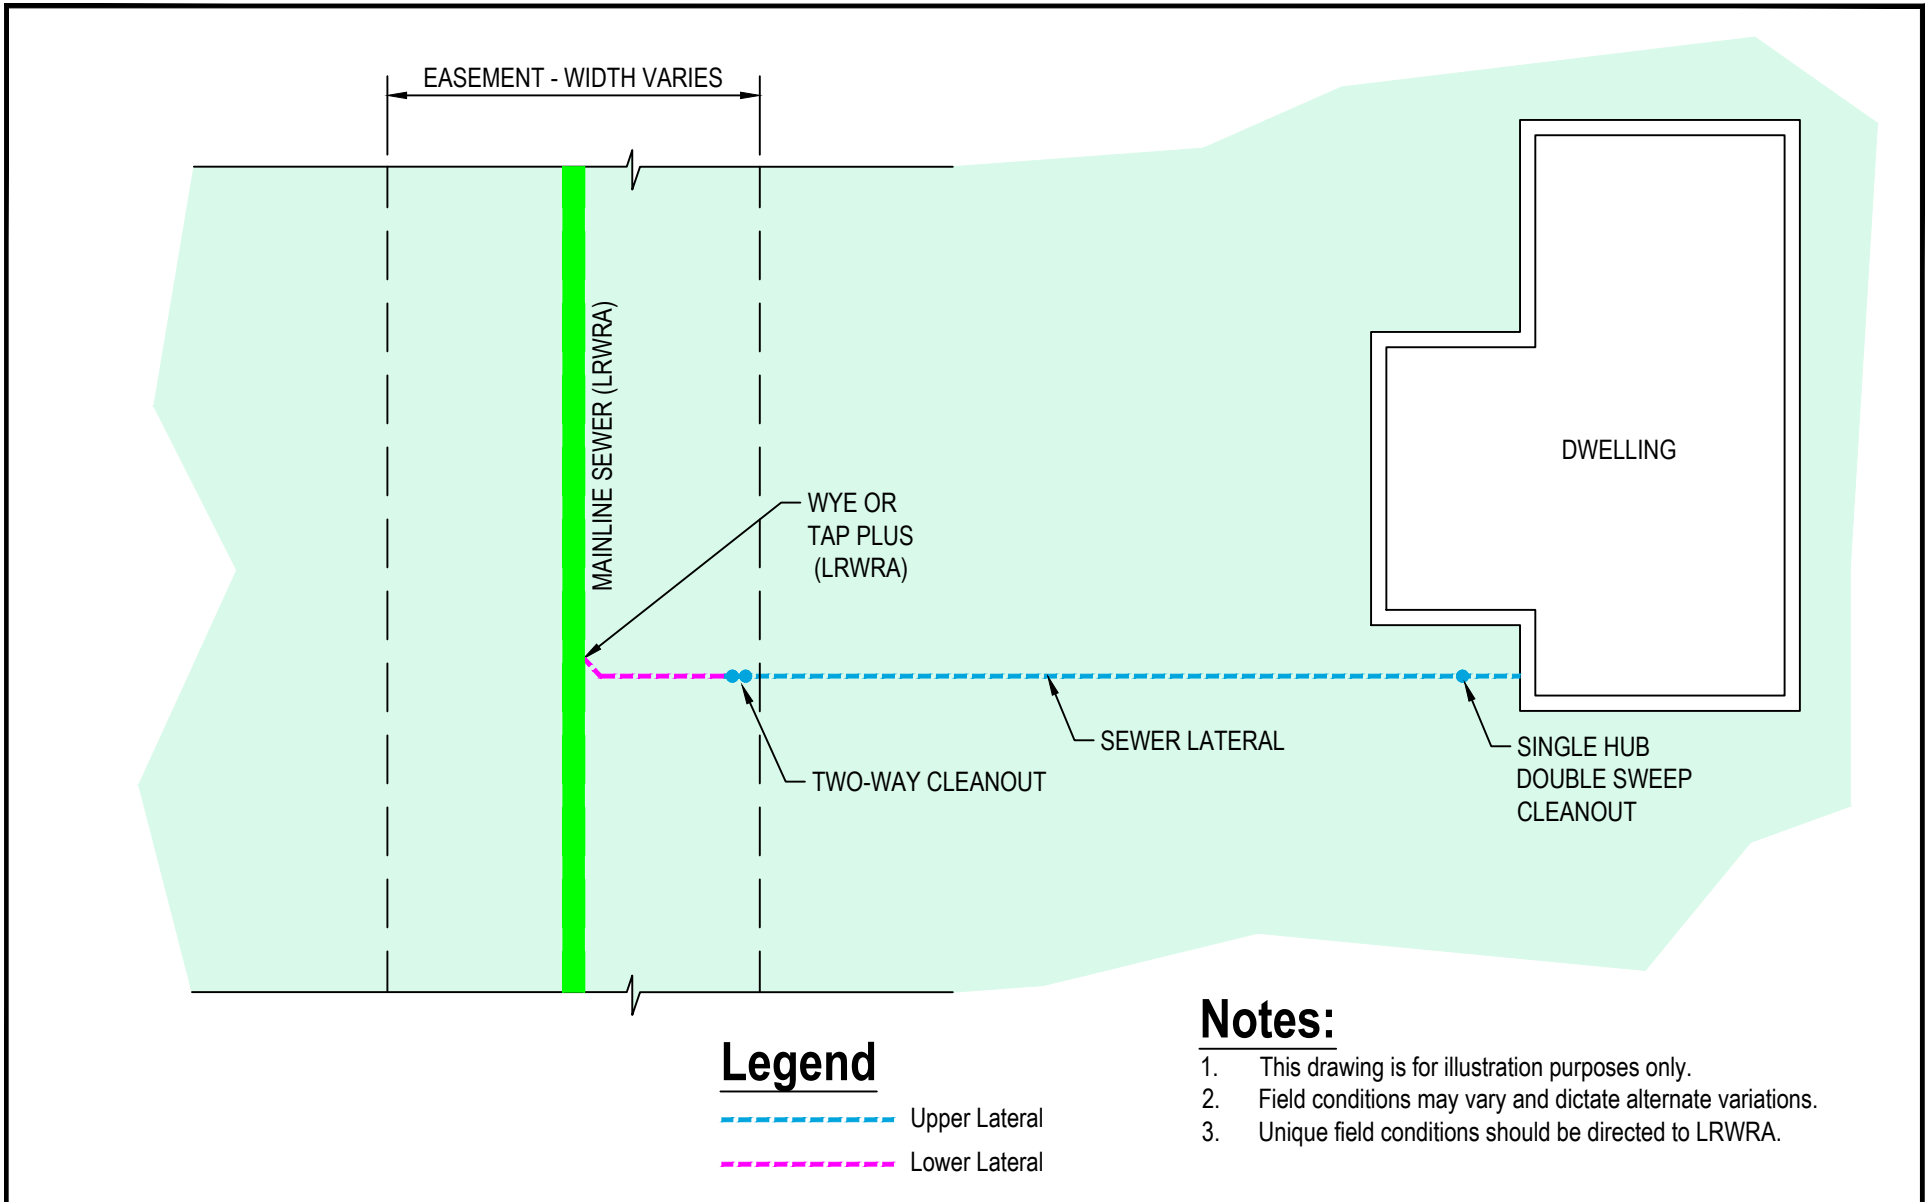 EASEMENT - WIDTH VARIES
MAINLINE SEWER (LRWRA)
WYE OR
TAP PLUS
(LRWRA)
DWELLING
SEWER LATERAL
TWO-WAY CLEANOUT
SINGLE HUB
DOUBLE SWEEP
CLEANOUT
Legend
Upper Lateral
Lower Lateral
Notes:
1. This drawing is for illustration purposes only.
2. Field conditions may vary and dictate alternate variations.
3. Unique field conditions should be directed to LRWRA.